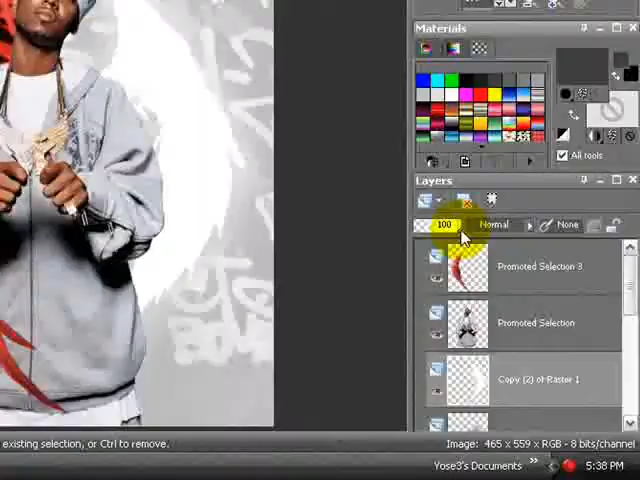 Materials
All tools
Layers
100 Normal None
Promoted Selection 3
Promoted Selection
Copy (2) of Raster 1
existing selection, or Ctrl to remove.
Image: 465 x 559 x RGB - 8 bits/channel
Yose3's Documents
5:38 PM